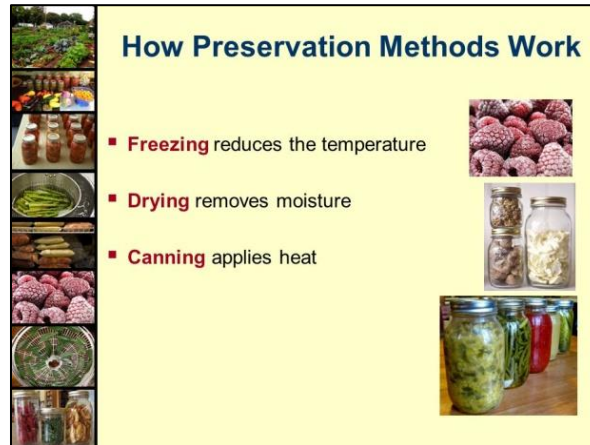 How Preservation Methods Work
▪ Freezing reduces the temperature
▪ Drying removes moisture
▪ Canning applies heat